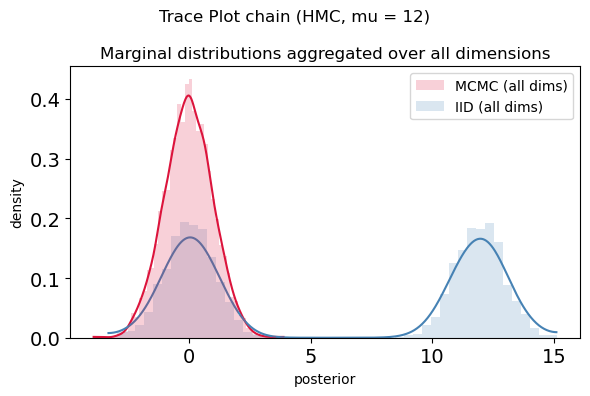 Trace Plot chain (HMC, mu = 12)
Marginal distributions aggregated over all dimensions
MCMC (all dims)
IID (all dims)
density
0.4
0.3
0.2
0.1
0.0
0
5
10
15
posterior